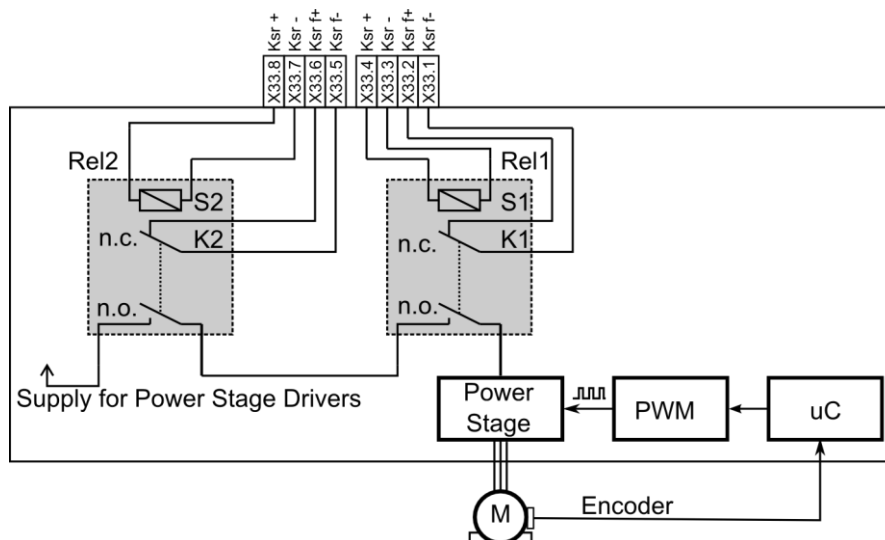 Ksr +
Ksr -
Ksr f+
Ksr f-
Ksr +
Ksr -
Ksr f+
Ksr f-
X33.8
X33.7
X33.6
X33.5
X33.4
X33.3
X33.2
X33.1
Rel2
Rel1
S2
S1
n.c.
K2
n.c.
K1
n.o.
n.o.
Supply for Power Stage Drivers
Power
Stage
PWM
uC
M
Encoder